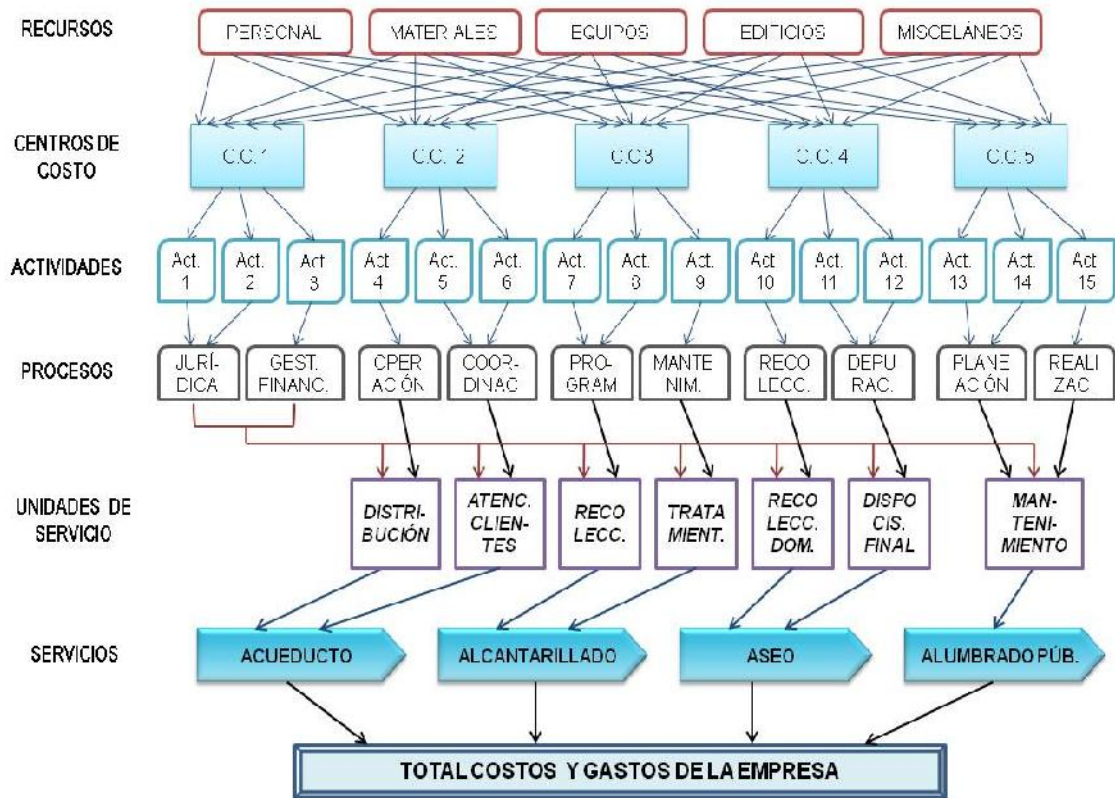 RECURSOS
PERSONAL
MATERIALES
EQUIPOS
EDIFICIOS
MISCELÁNEOS
CENTROS DE
COSTO
C.C. 1
C.C. 2
C.C 3
C.C. 4
C.C. 5
ACTIVIDADES
Act.
1
Act.
2
Act
3
Act
4
Act.
5
Act.
6
Act.
7
Act.
8
Act.
9
Act.
10
Act.
11
Act.
12
Act.
13
Act.
14
Act.
15
PROCESOS
JURÍ-
DICA
GEST.
FINANC.
OPER
ACIÓN
COOR-
DINAC
PRO-
GRAM
MANTE
NIM.
RECO
LECC.
DEPU
RAC.
PLANE
ACIÓN
REALI
ZAC
UNIDADES DE
SERVICIO
DISTRI-
BUCIÓN
ATENC.
CLIEN-
TES
RECO
LECC.
TRATA
MIENT.
RECO
LECC.
DOM.
DISPO
CIS.
FINAL
MAN-
TENI-
MIENTO
SERVICIOS
ACUEDUCTO
ALCANTARILLADO
ASEO
ALUMBRADO PÚB.
TOTAL COSTOS Y GASTOS DE LA EMPRESA